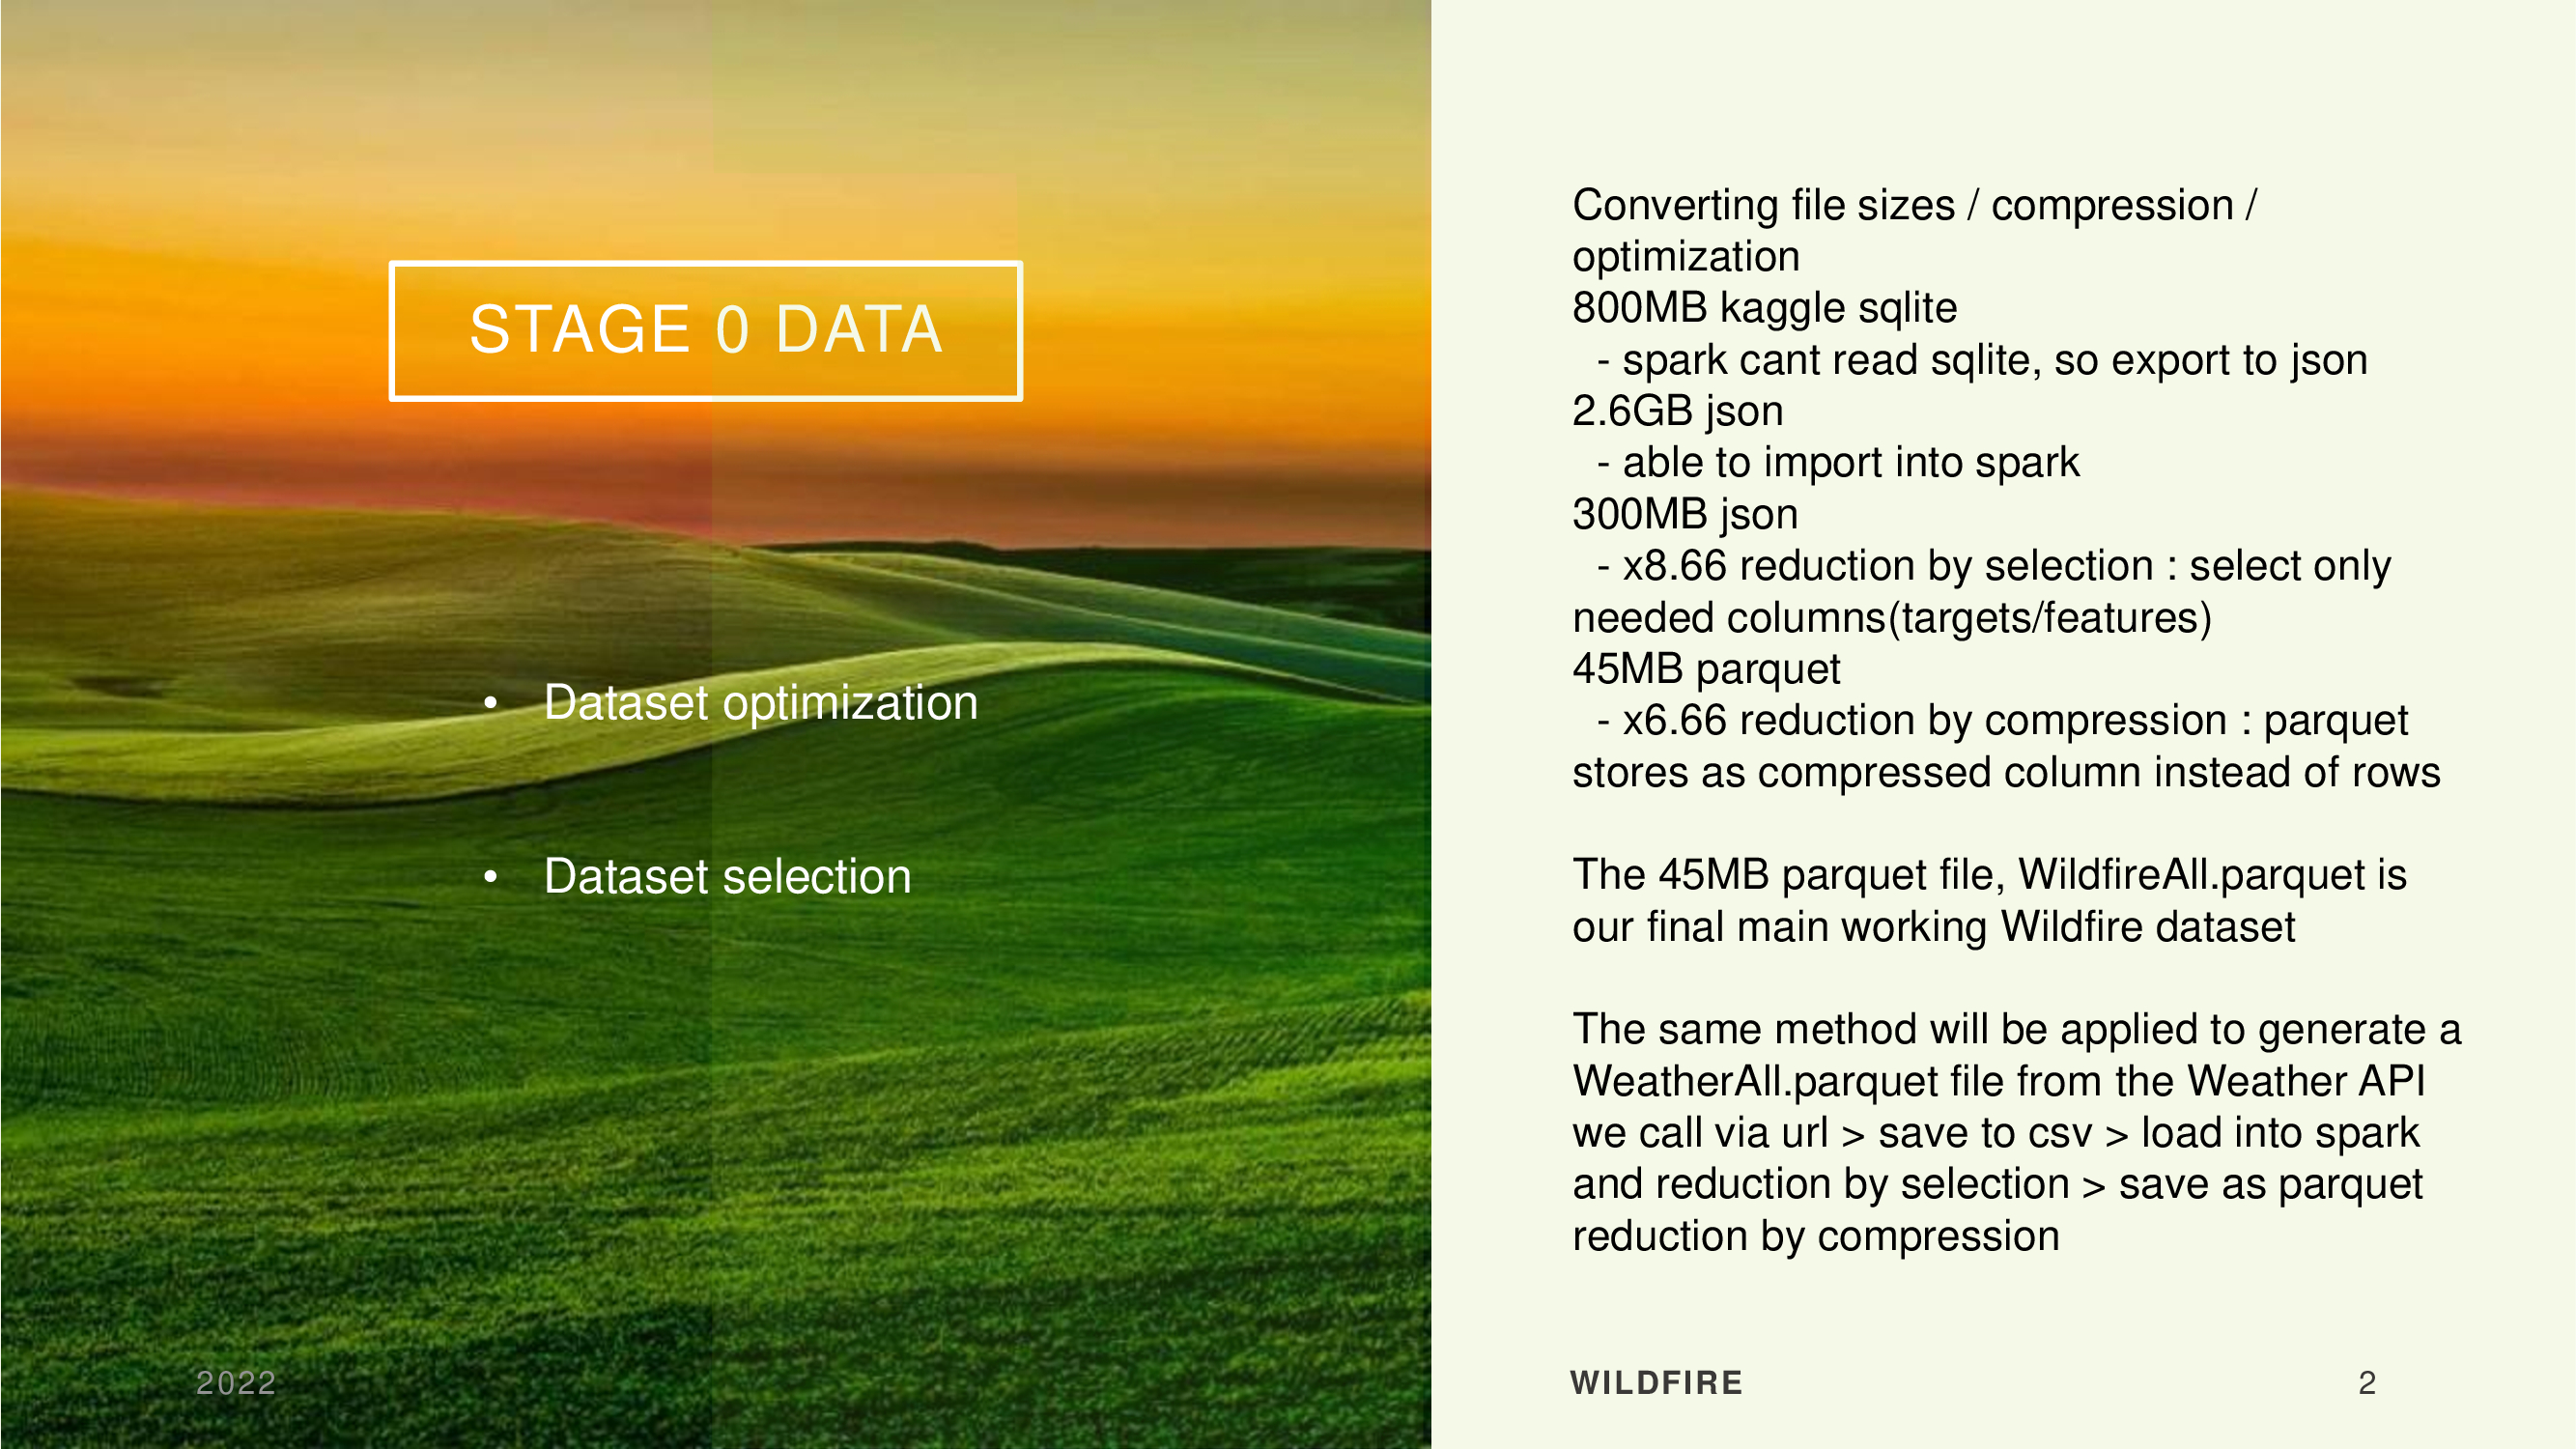 STAGE 0 DATA
• Dataset optimization
• Dataset selection
2022
Converting file sizes / compression /
optimization
800MB kaggle sqlite
- spark cant read sqlite, so export to json
2.6GB json
- able to import into spark
300MB json
- x8.66 reduction by selection : select only
needed columns(targets/features)
45MB parquet
- x6.66 reduction by compression : parquet
stores as compressed column instead of rows
The 45MB parquet file, WildfireAll.parquet is
our final main working Wildfire dataset
The same method will be applied to generate a
WeatherAll.parquet file from the Weather API
we call via url > save to csv > load into spark
and reduction by selection > save as parquet
reduction by compression
WILDFIRE
2